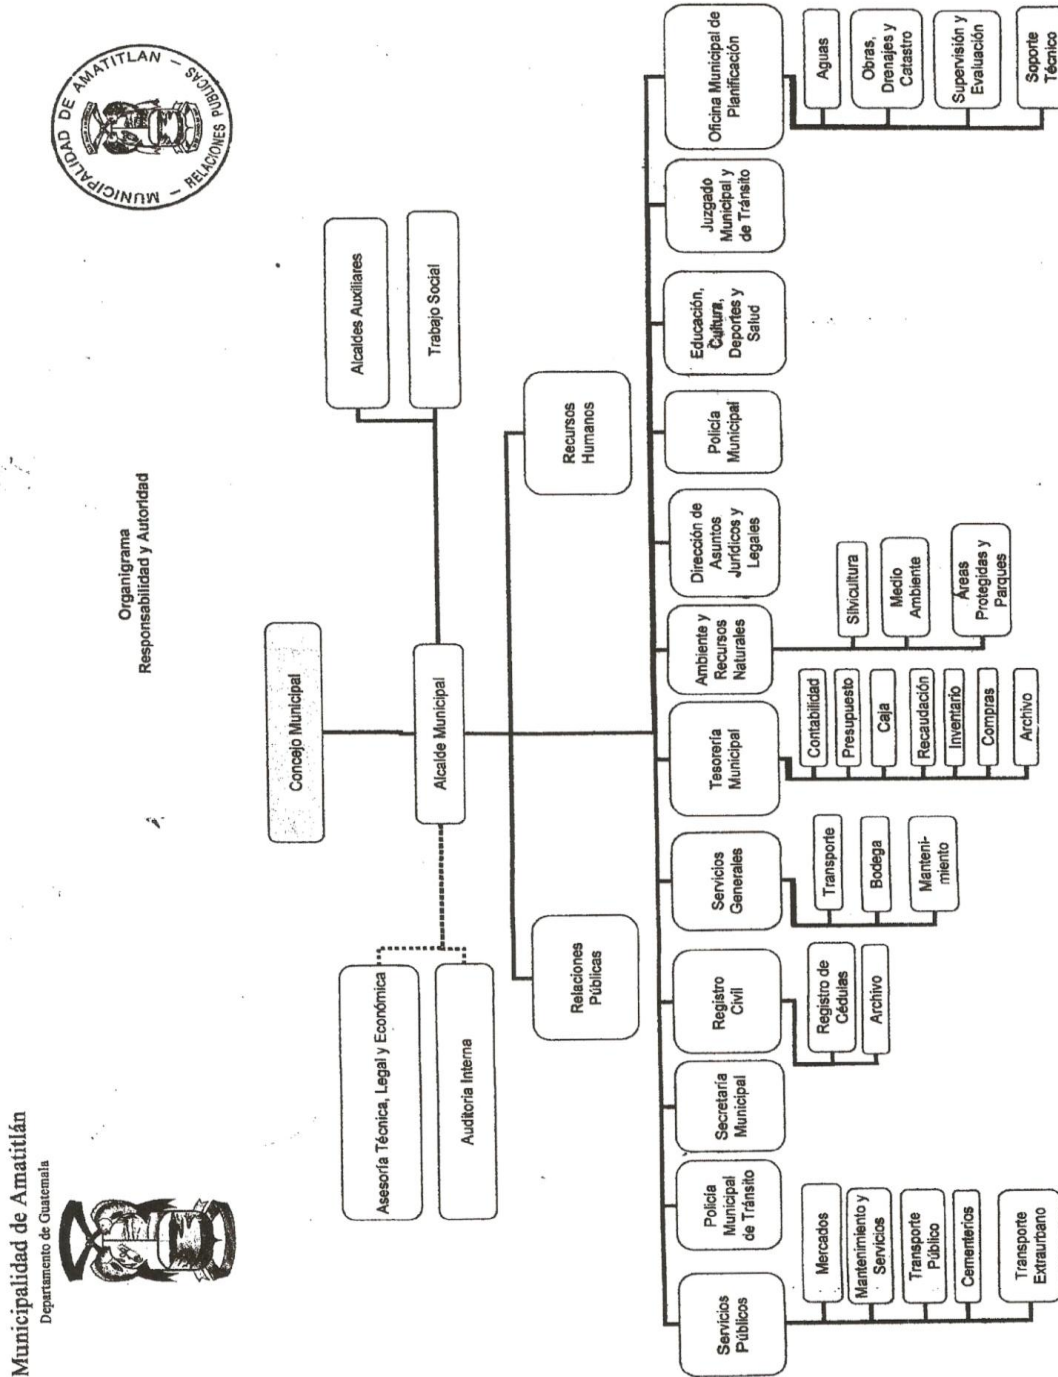 Municipalidad de Amatitlán
Departamento de Guatemala
MUNICIPALIDAD DE AMATITLAN – RELACIONES PUBLICAS –
Organigrama
Responsabilidad y Autoridad
Concejo Municipal
Alcalde Municipal
Asesoría Técnica, Legal y Económica
Auditoria Interna
Alcaldes Auxiliares
Trabajo Social
Relaciones
Públicas
Recursos
Humanos
Servicios
Públicos
Mercados
Mantenimiento y
Servicios
Transporte
Público
Cementerios
Transporte
Extraurbano
Policía
Municipal
de Tránsito
Secretaría
Municipal
Registro
Civil
Registro de
Cédulas
Archivo
Servicios
Generales
Transporte
Bodega
Manteni-
miento
Tesorería
Municipal
Contabilidad
Presupuesto
Caja
Recaudación
Inventario
Compras
Archivo
Ambiente y
Recursos
Naturales
Silvicultura
Medio
Ambiente
Areas
Protegidas y
Parques
Dirección de
Asuntos
Jurídicos y
Legales
Policía
Municipal
Educación,
Cultura,
Deportes y
Salud
Juzgado
Municipal y
de Tránsito
Oficina Municipal de
Planificación
Aguas
Obras,
Drenajes y
Catastro
Supervisión y
Evaluación
Soporte
Técnico